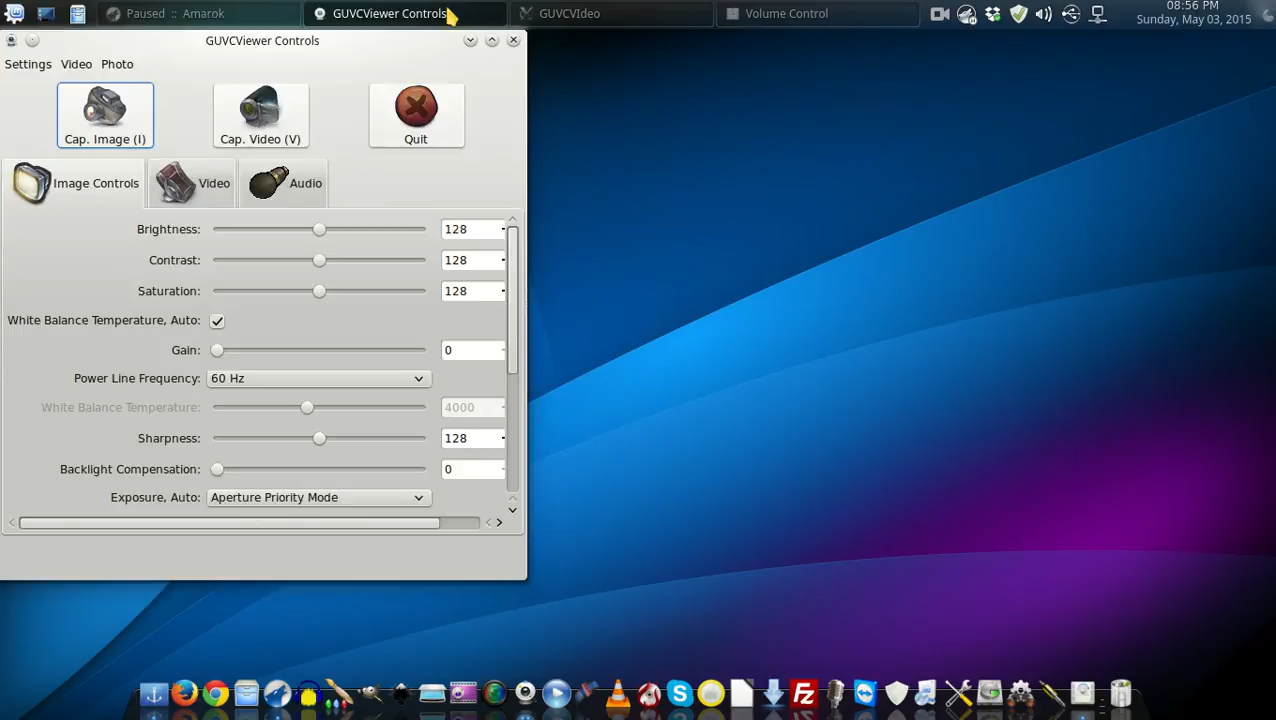 Paused :: Amarok
GUVCViewer Controls
GUVCVIdeo
Volume Control
08:56 PM
Sunday, May 03, 2015
GUVCViewer Controls
Settings Video Photo
Cap. Image (I)
Cap. Video (V)
Quit
Image Controls
Video
Audio
Brightness: 128
Contrast: 128
Saturation: 128
White Balance Temperature, Auto:
Gain: 0
Power Line Frequency: 60 Hz
White Balance Temperature: 4000
Sharpness: 128
Backlight Compensation: 0
Exposure, Auto: Aperture Priority Mode